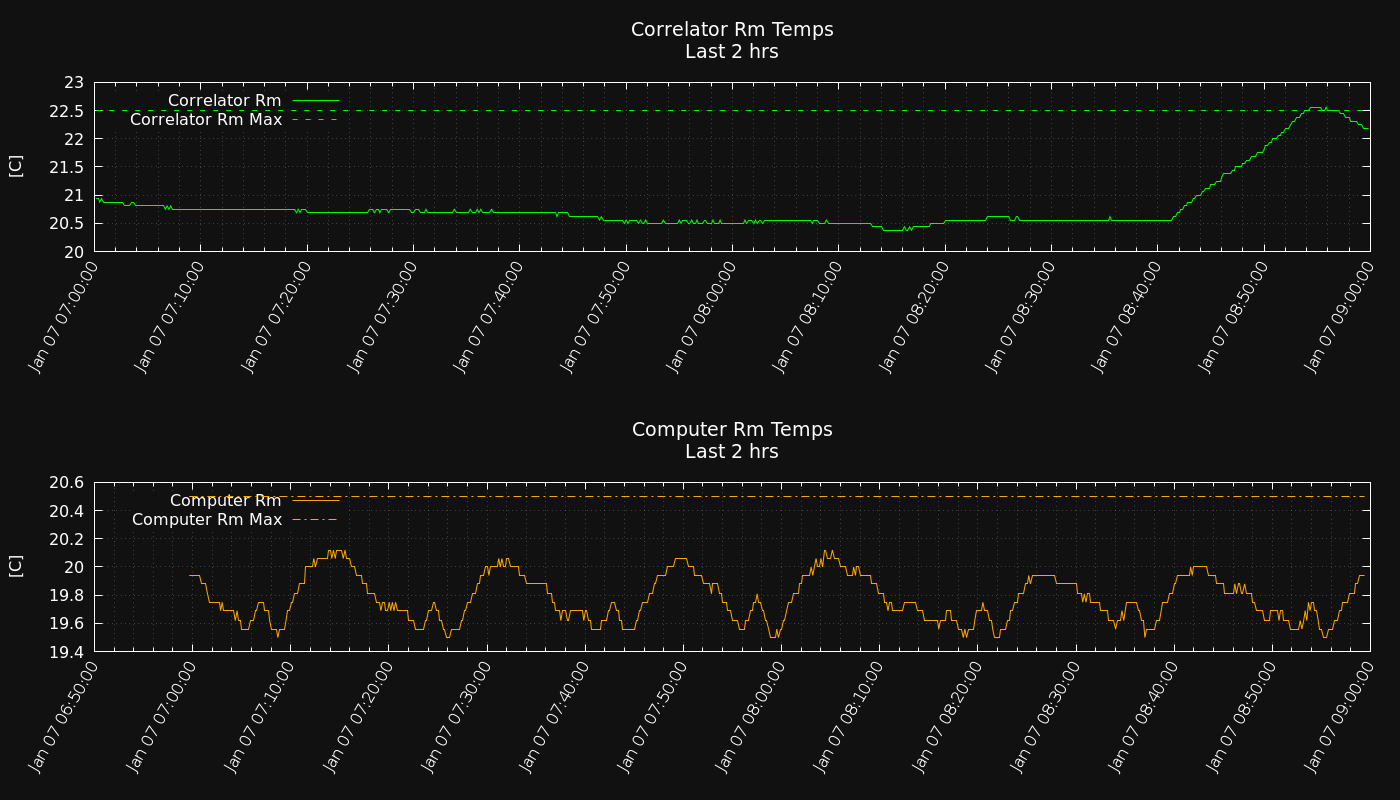 Correlator Rm Temps
Last 2 hrs
[C]
23
22.5
22
21.5
21
20.5
20
Correlator Rm
Correlator Rm Max
Jan 07 07:00:00
Jan 07 07:10:00
Jan 07 07:20:00
Jan 07 07:30:00
Jan 07 07:40:00
Jan 07 07:50:00
Jan 07 08:00:00
Jan 07 08:10:00
Jan 07 08:20:00
Jan 07 08:30:00
Jan 07 08:40:00
Jan 07 08:50:00
Jan 07 09:00:00
Computer Rm Temps
Last 2 hrs
[C]
20.6
20.4
20.2
20
19.8
19.6
19.4
Computer Rm
Computer Rm Max
Jan 07 06:50:00
Jan 07 07:00:00
Jan 07 07:10:00
Jan 07 07:20:00
Jan 07 07:30:00
Jan 07 07:40:00
Jan 07 07:50:00
Jan 07 08:00:00
Jan 07 08:10:00
Jan 07 08:20:00
Jan 07 08:30:00
Jan 07 08:40:00
Jan 07 08:50:00
Jan 07 09:00:00